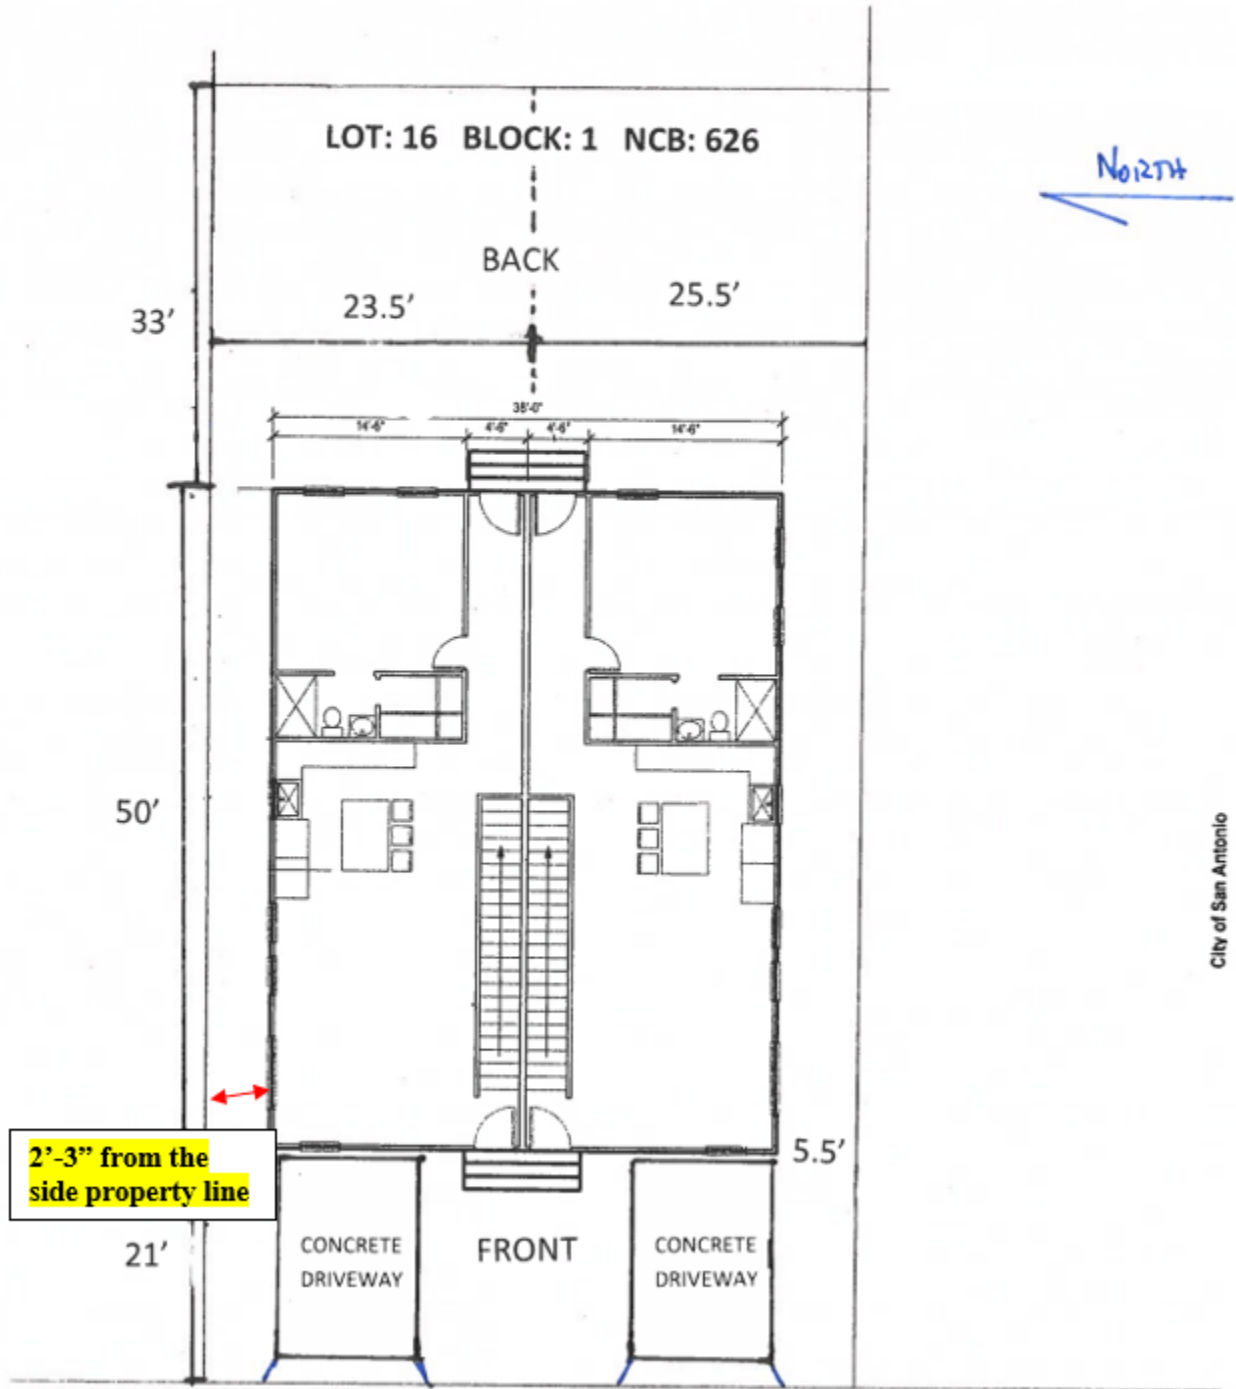 LOT: 16 BLOCK: 1 NCB: 626
NORTH
BACK
23.5’
25.5’
33’
38'-0"
14'-6"
4'-6"
4'-6"
14'-6"
50’
City of San Antonio
2’-3” from the
side property line
5.5’
21’
CONCRETE
DRIVEWAY
FRONT
CONCRETE
DRIVEWAY